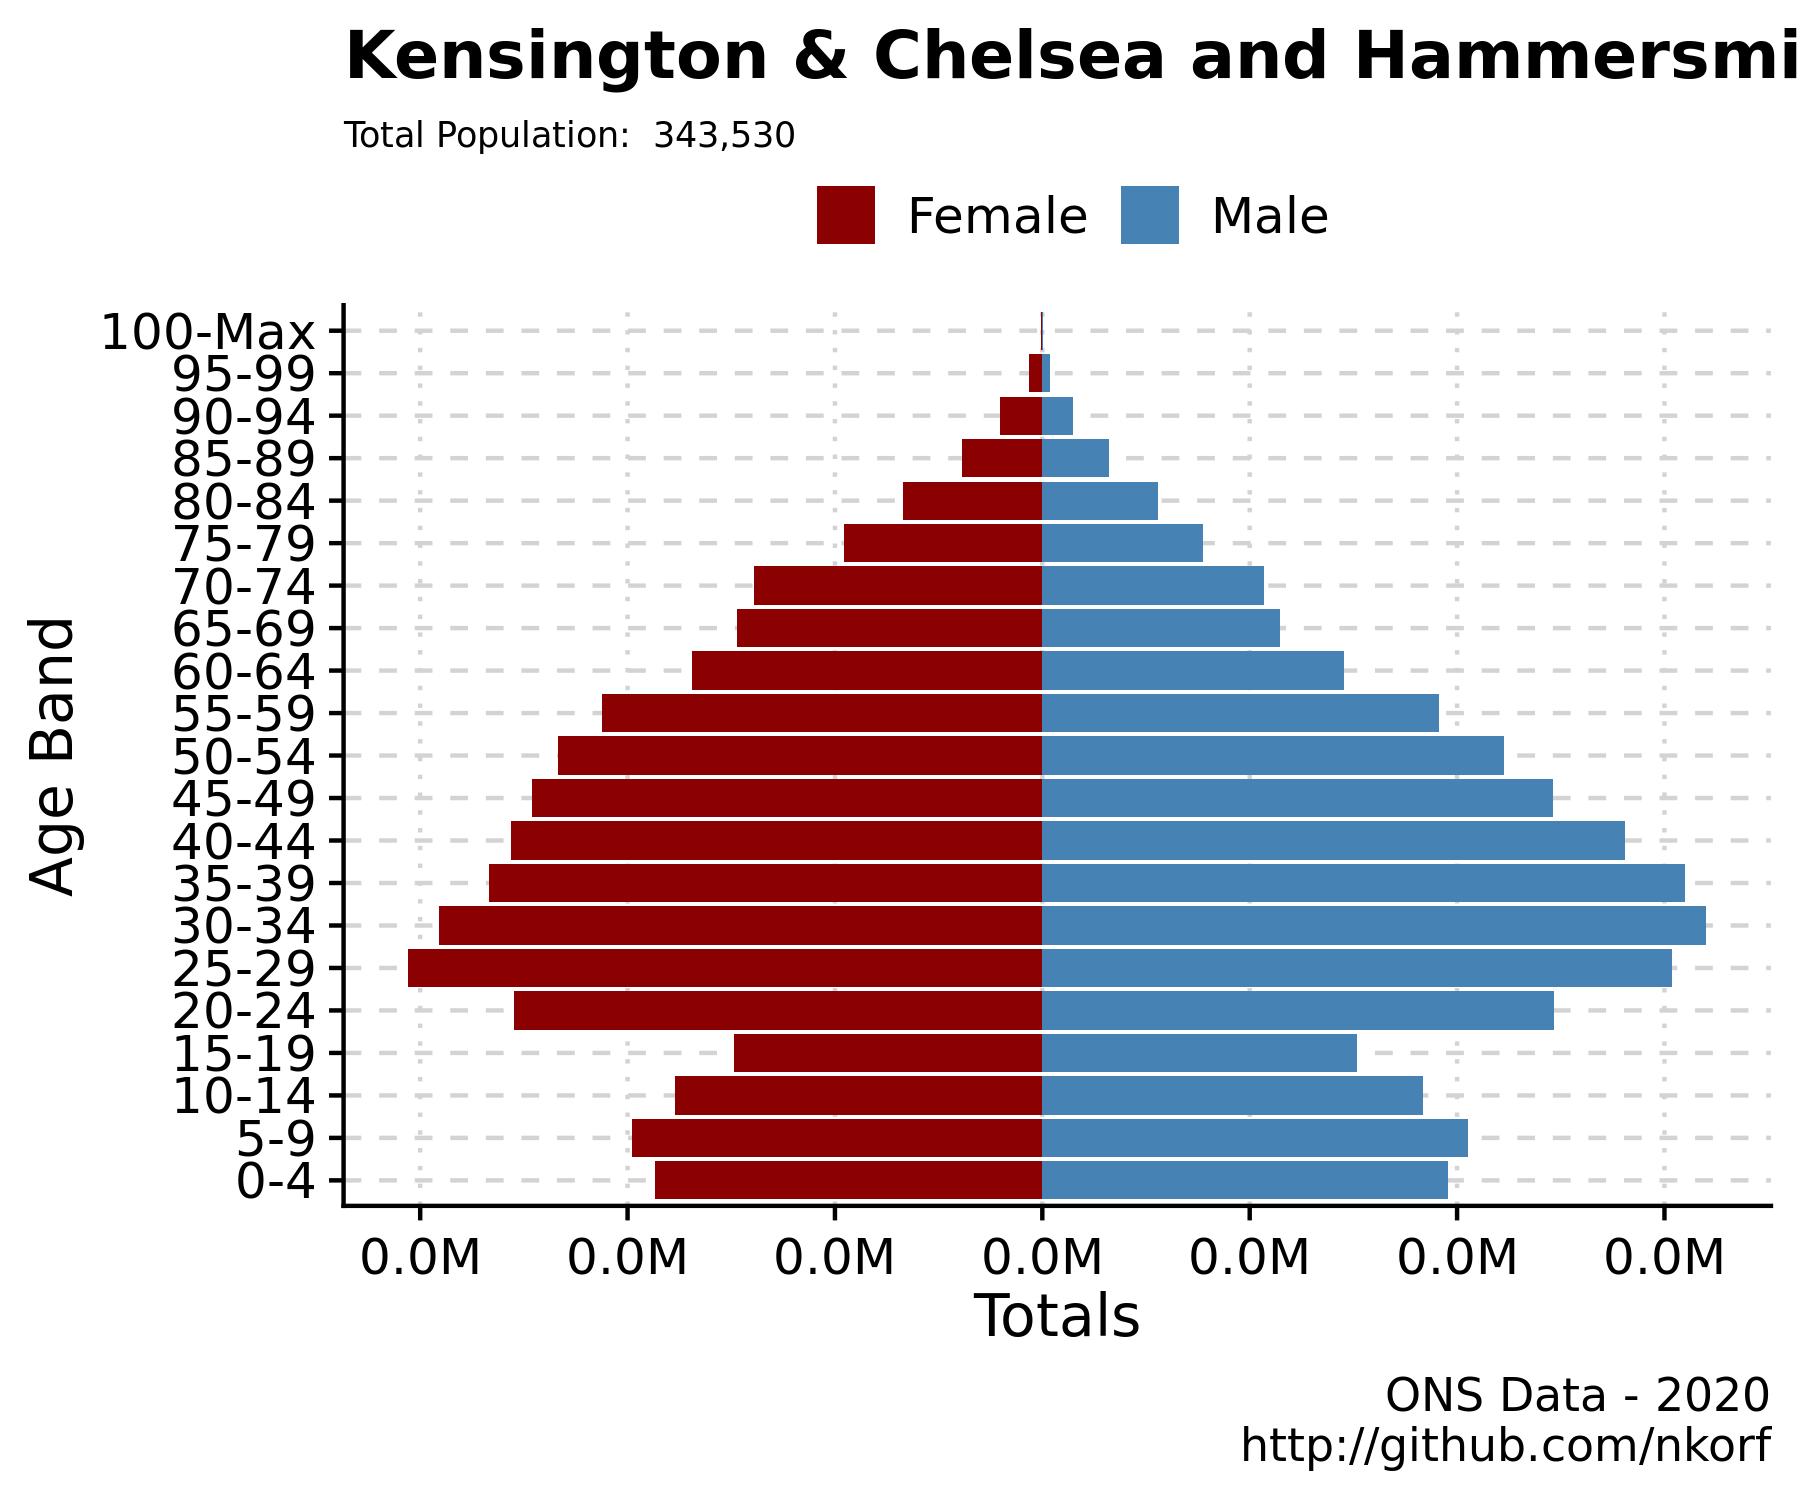 Kensington & Chelsea and Hammersmi
Total Population:  343,530
Female
Male
Age Band
100-Max
95-99
90-94
85-89
80-84
75-79
70-74
65-69
60-64
55-59
50-54
45-49
40-44
35-39
30-34
25-29
20-24
15-19
10-14
5-9
0-4
0.0M 0.0M 0.0M 0.0M 0.0M 0.0M 0.0M
Totals
ONS Data - 2020
http://github.com/nkorf